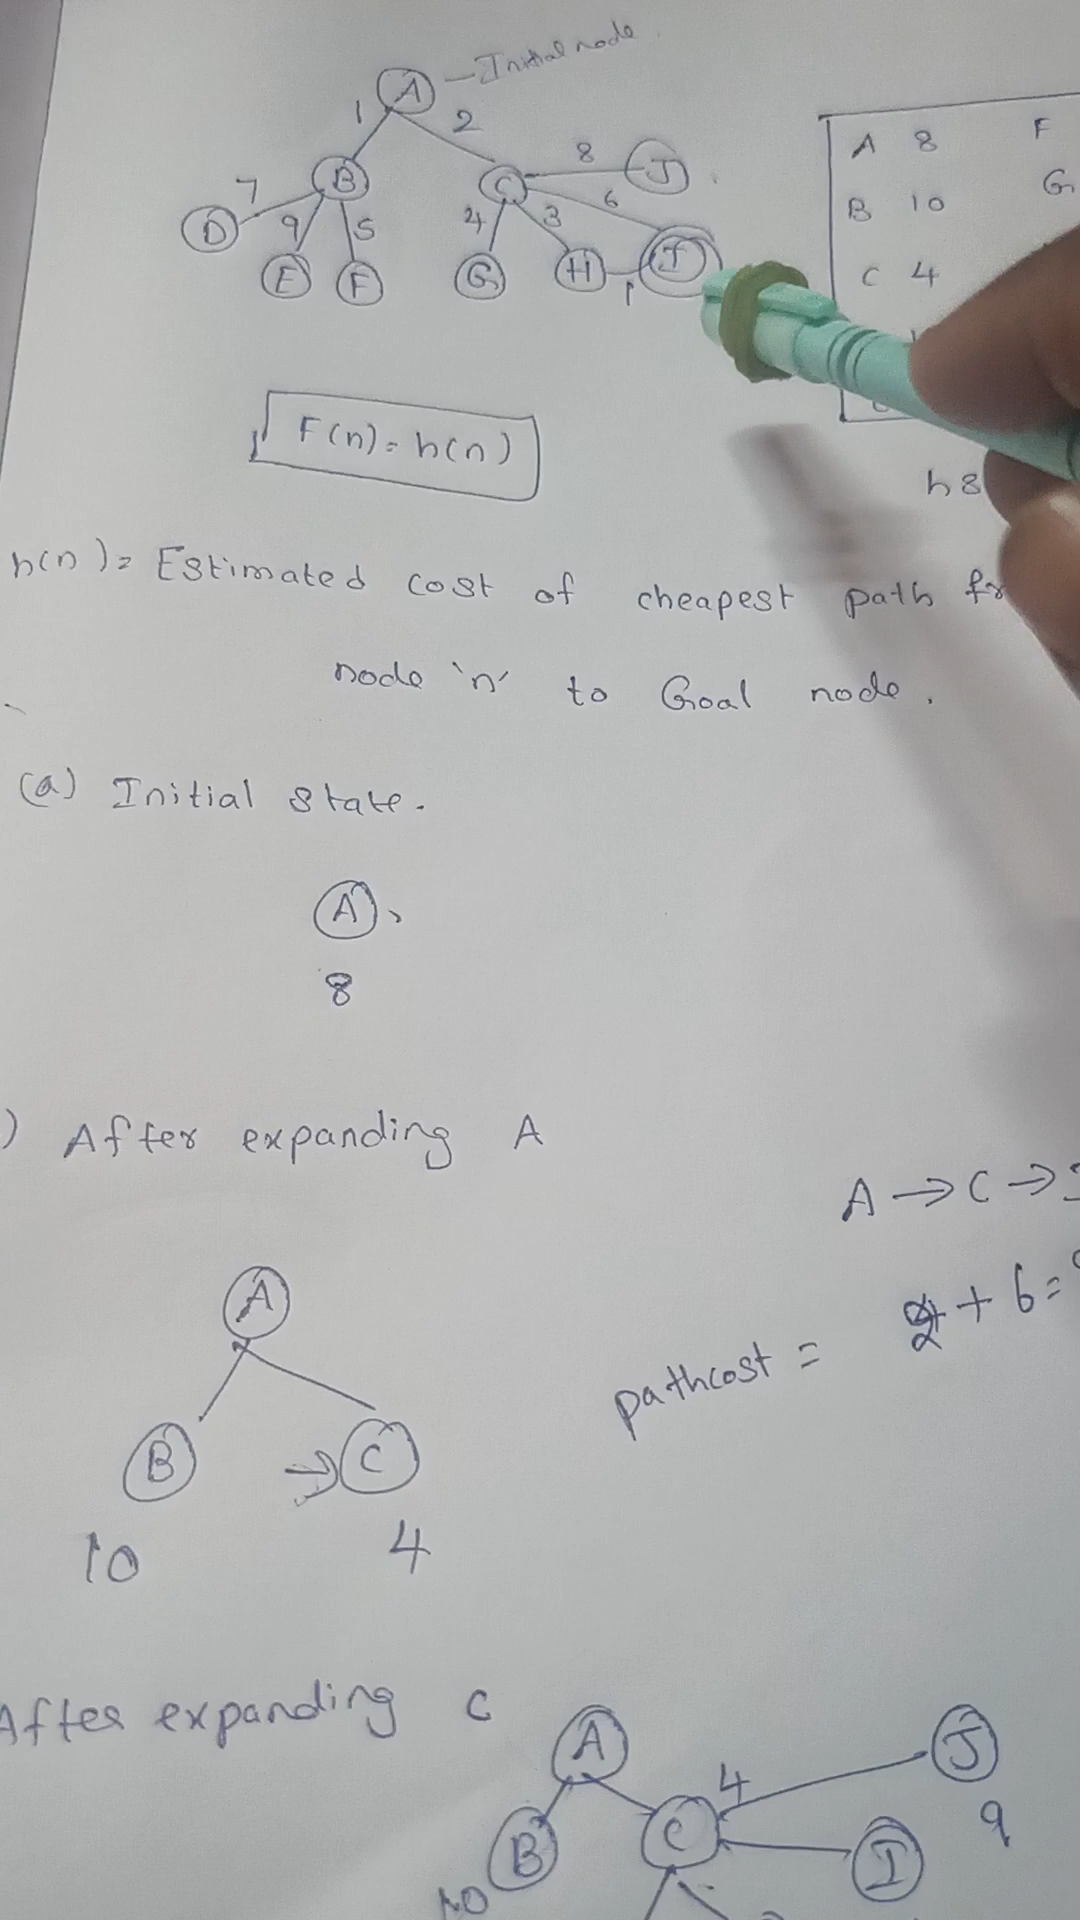 A - Initial node
1 2
B C 8 J
7 9 5 4 3 6
D E F G H 1 I
A 8 F
B 10 G
C 4
F(n) = h(n)
h8
h(n) = Estimated cost of cheapest path
node 'n' to Goal node.
(a) Initial state.
A
8
) After expanding A
A → C →
pathcost = 2 + 6 =
A
B → C
10 4
After expanding C
A J
4 9
B C I
10